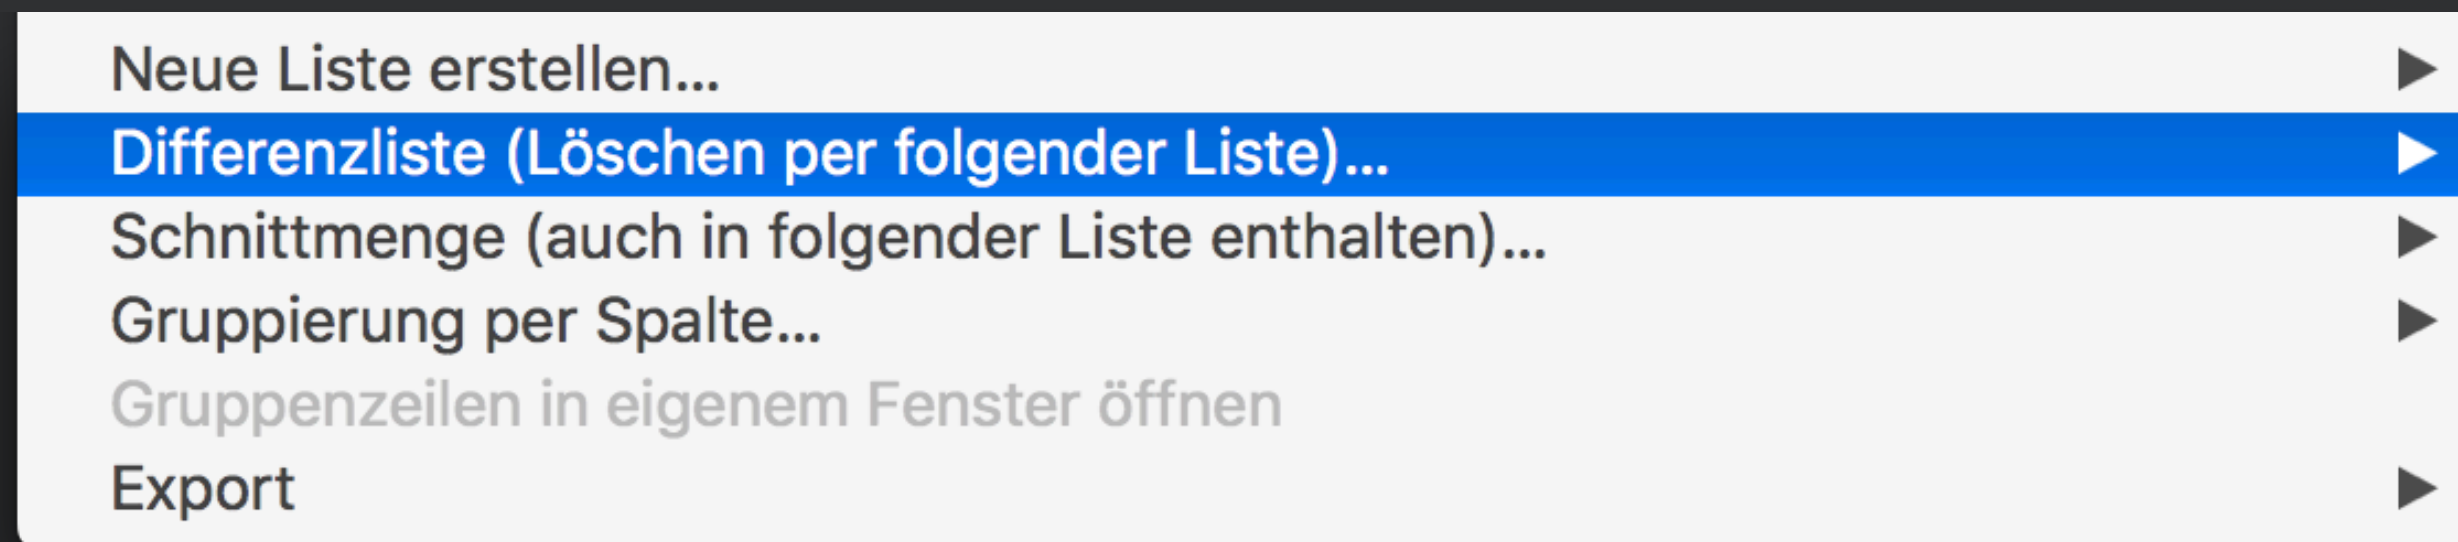 Neue Liste erstellen...
Differenzliste (Löschen per folgender Liste)...
Schnittmenge (auch in folgender Liste enthalten)...
Gruppierung per Spalte...
Gruppenzeilen in eigenem Fenster öffnen
Export